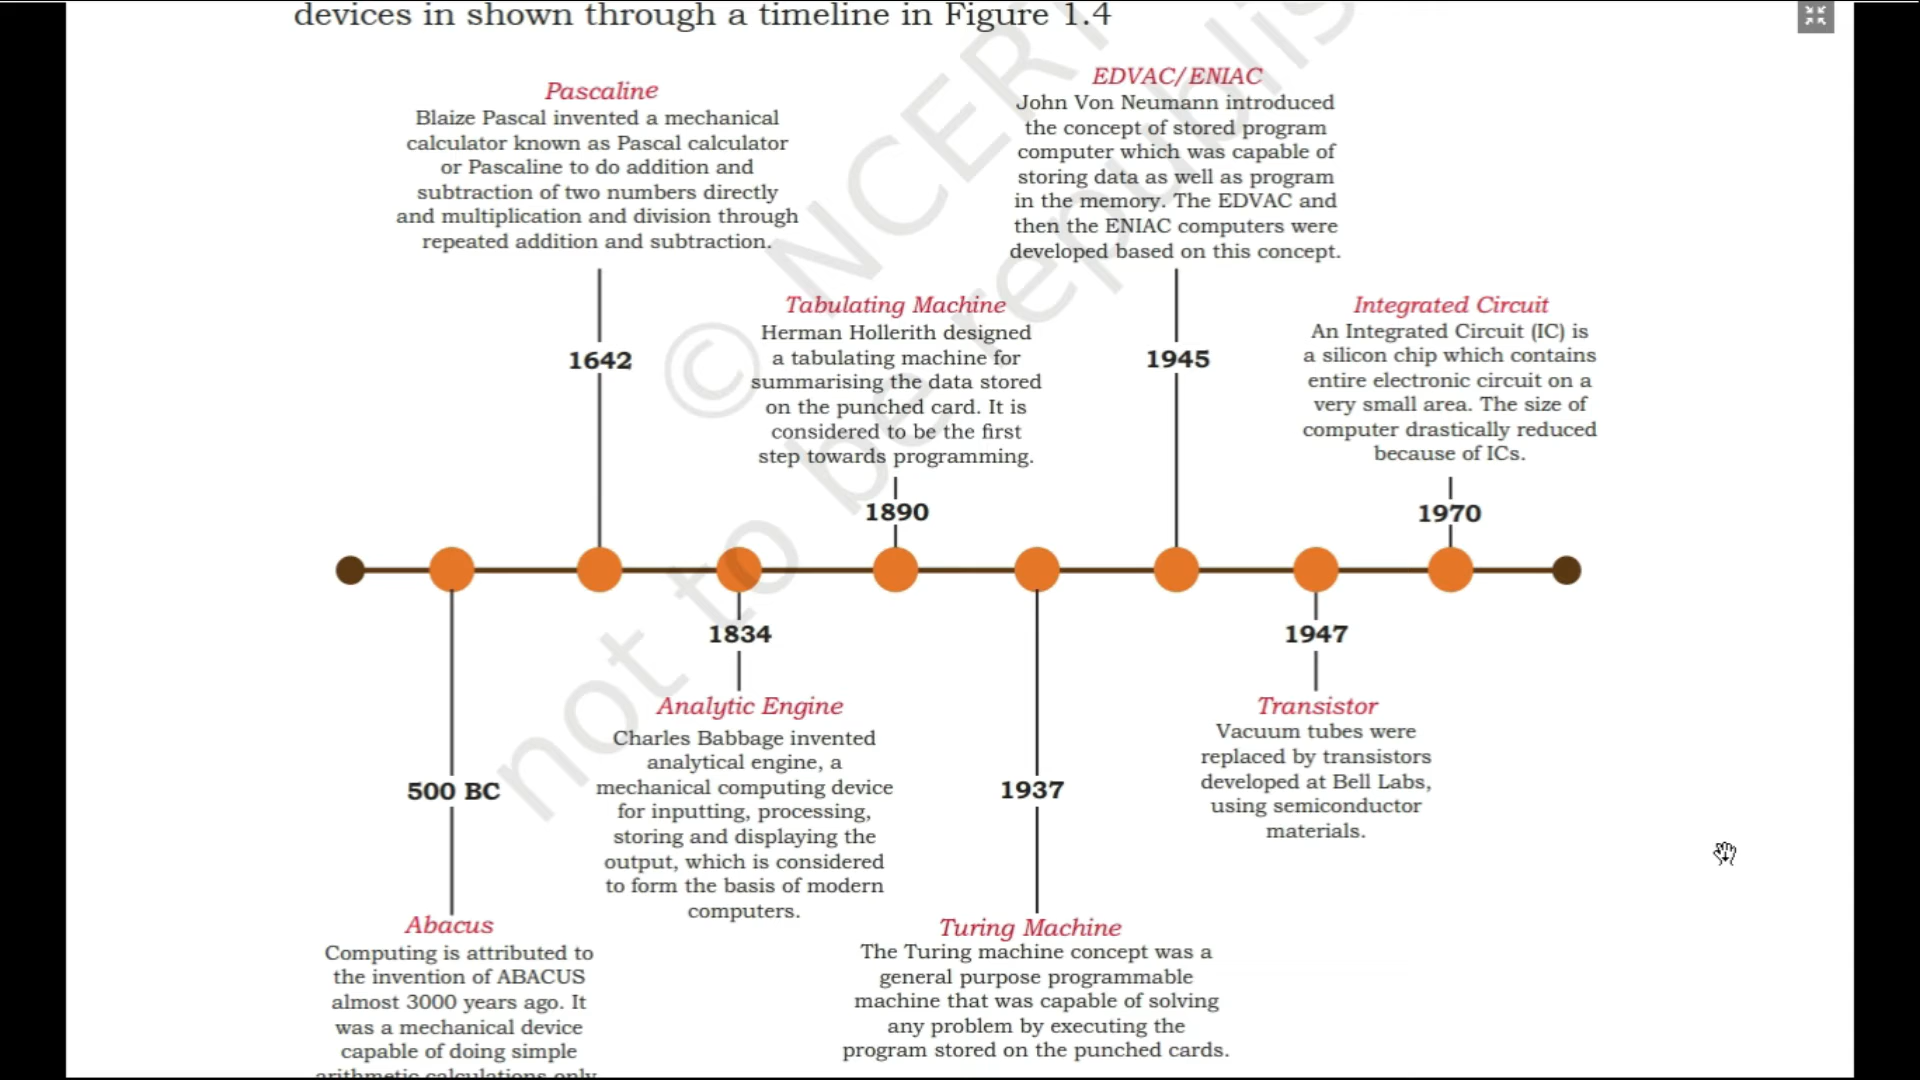 devices in shown through a timeline in Figure 1.4
Pascaline
Blaize Pascal invented a mechanical
calculator known as Pascal calculator
or Pascaline to do addition and
subtraction of two numbers directly
and multiplication and division through
repeated addition and subtraction.
1642
EDVAC/ENIAC
John Von Neumann introduced
the concept of stored program
computer which was capable of
storing data as well as program
in the memory. The EDVAC and
then the ENIAC computers were
developed based on this concept.
1945
Tabulating Machine
Herman Hollerith designed
a tabulating machine for
summarising the data stored
on the punched card. It is
considered to be the first
step towards programming.
1890
Integrated Circuit
An Integrated Circuit (IC) is
a silicon chip which contains
entire electronic circuit on a
very small area. The size of
computer drastically reduced
because of ICs.
1970
500 BC
Abacus
Computing is attributed to
the invention of ABACUS
almost 3000 years ago. It
was a mechanical device
capable of doing simple
arithmetic calculations only
1834
Analytic Engine
Charles Babbage invented
analytical engine, a
mechanical computing device
for inputting, processing,
storing and displaying the
output, which is considered
to form the basis of modern
computers.
1937
Turing Machine
The Turing machine concept was a
general purpose programmable
machine that was capable of solving
any problem by executing the
program stored on the punched cards.
1947
Transistor
Vacuum tubes were
replaced by transistors
developed at Bell Labs,
using semiconductor
materials.
© NCERT
not to be republis